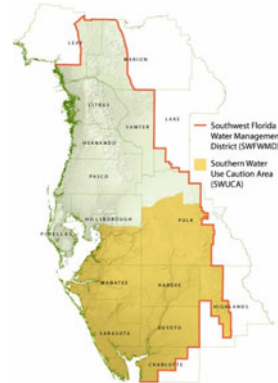 LEVY
MARION
CITRUS
SUMTER
LAKE
HERNANDO
PASCO
HILLSBOROUGH
POLK
PINELLAS
MANATEE
HARDEE
HIGHLANDS
SARASOTA
DESOTO
CHARLOTTE
Southwest Florida
Water Management
District (SWFWMD)
Southern Water
Use Caution Area
(SWUCA)